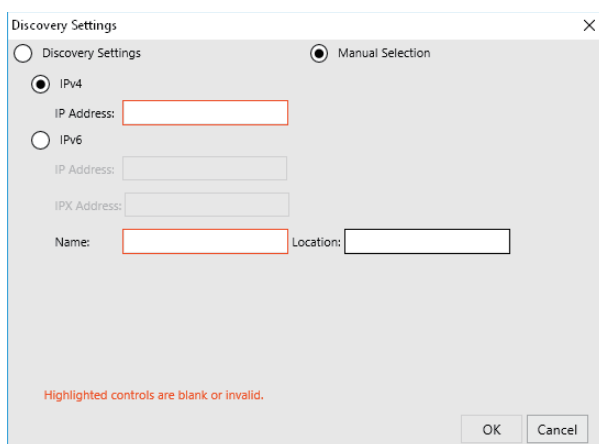 Discovery Settings
Discovery Settings Manual Selection
IPv4
IP Address:
IPv6
IP Address:
IPX Address:
Name: Location:
Highlighted controls are blank or invalid.
OK Cancel